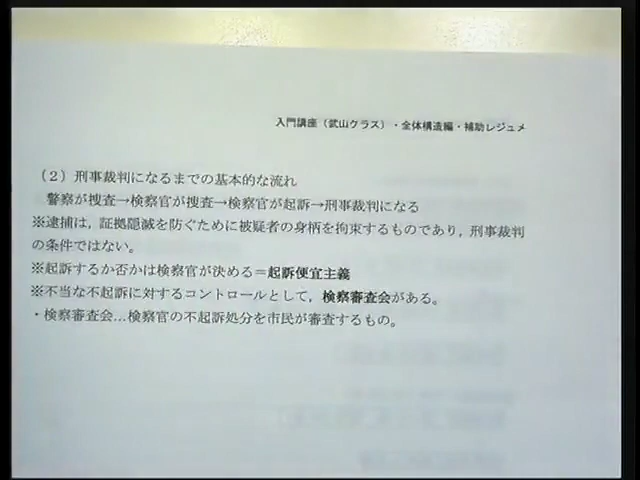 入門講座（武山クラス）・全体構造編・補助レジュメ
（2）刑事裁判になるまでの基本的な流れ
警察が捜査→検察官が捜査→検察官が起訴→刑事裁判になる
※逮捕は，証拠隠滅を防ぐために被疑者の身柄を拘束するものであり，刑事裁判
の条件ではない。
※起訴するか否かは検察官が決める＝起訴便宜主義
※不当な不起訴に対するコントロールとして，検察審査会がある。
・検察審査会…検察官の不起訴処分を市民が審査するもの。